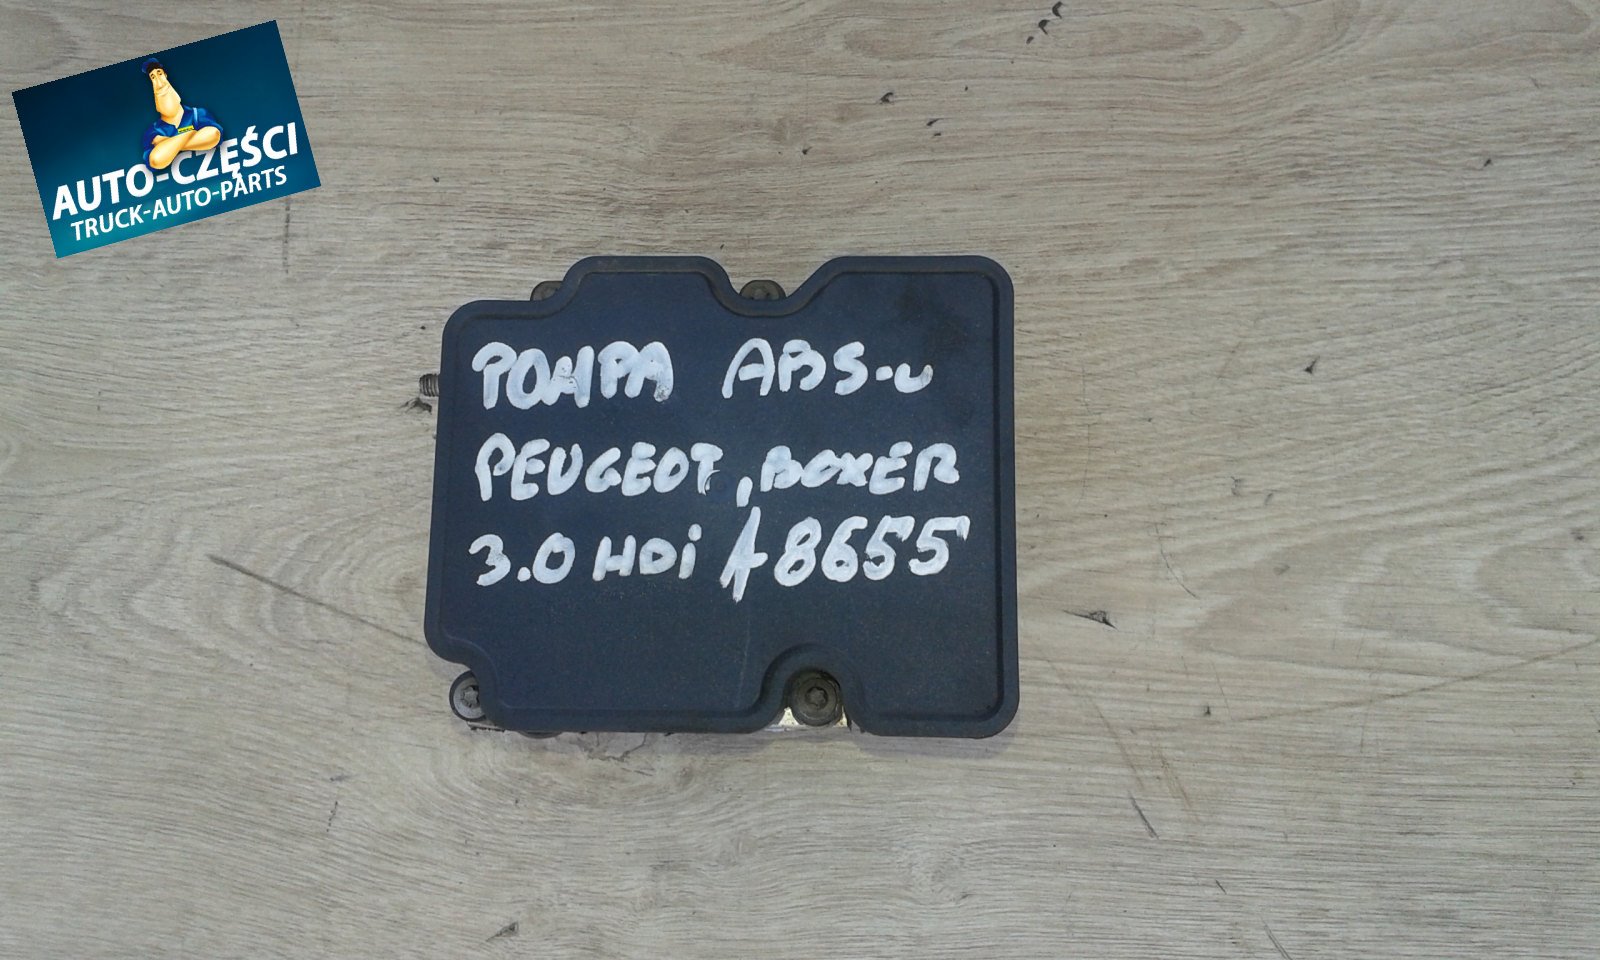 AUTO-CZĘŚCI
TRUCK-AUTO-PARTS
POMPA ABS-u
PEUGEOT, BOXER
3.0 HDi A8655